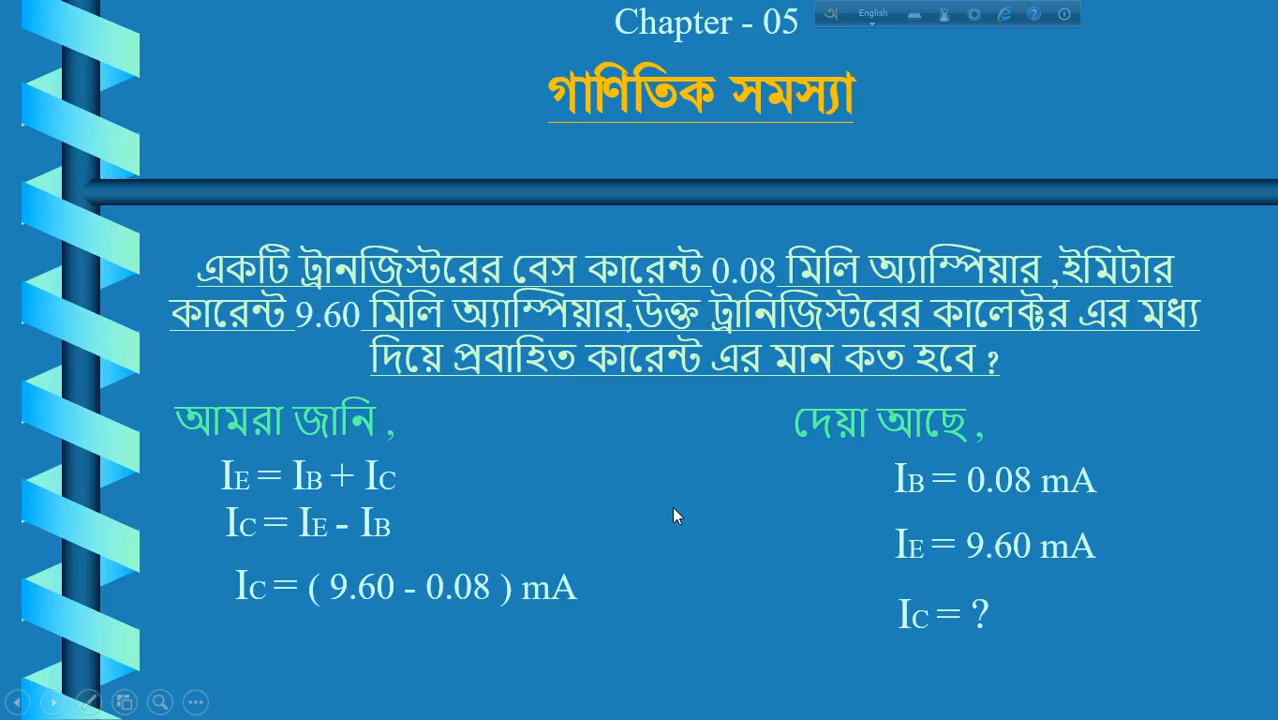 Chapter - 05
English
গাণিতিক সমস্যা
একটি ট্রানজিস্টরের বেস কারেন্ট 0.08 মিলি অ্যাম্পিয়ার ,ইমিটার
কারেন্ট 9.60 মিলি অ্যাম্পিয়ার,উক্ত ট্রানিজিস্টরের কালেক্টর এর মধ্য
দিয়ে প্রবাহিত কারেন্ট এর মান কত হবে ?
আমরা জানি ,
IE = IB + IC
IC = IE - IB
IC = ( 9.60 - 0.08 ) mA
দেয়া আছে ,
IB = 0.08 mA
IE = 9.60 mA
IC = ?